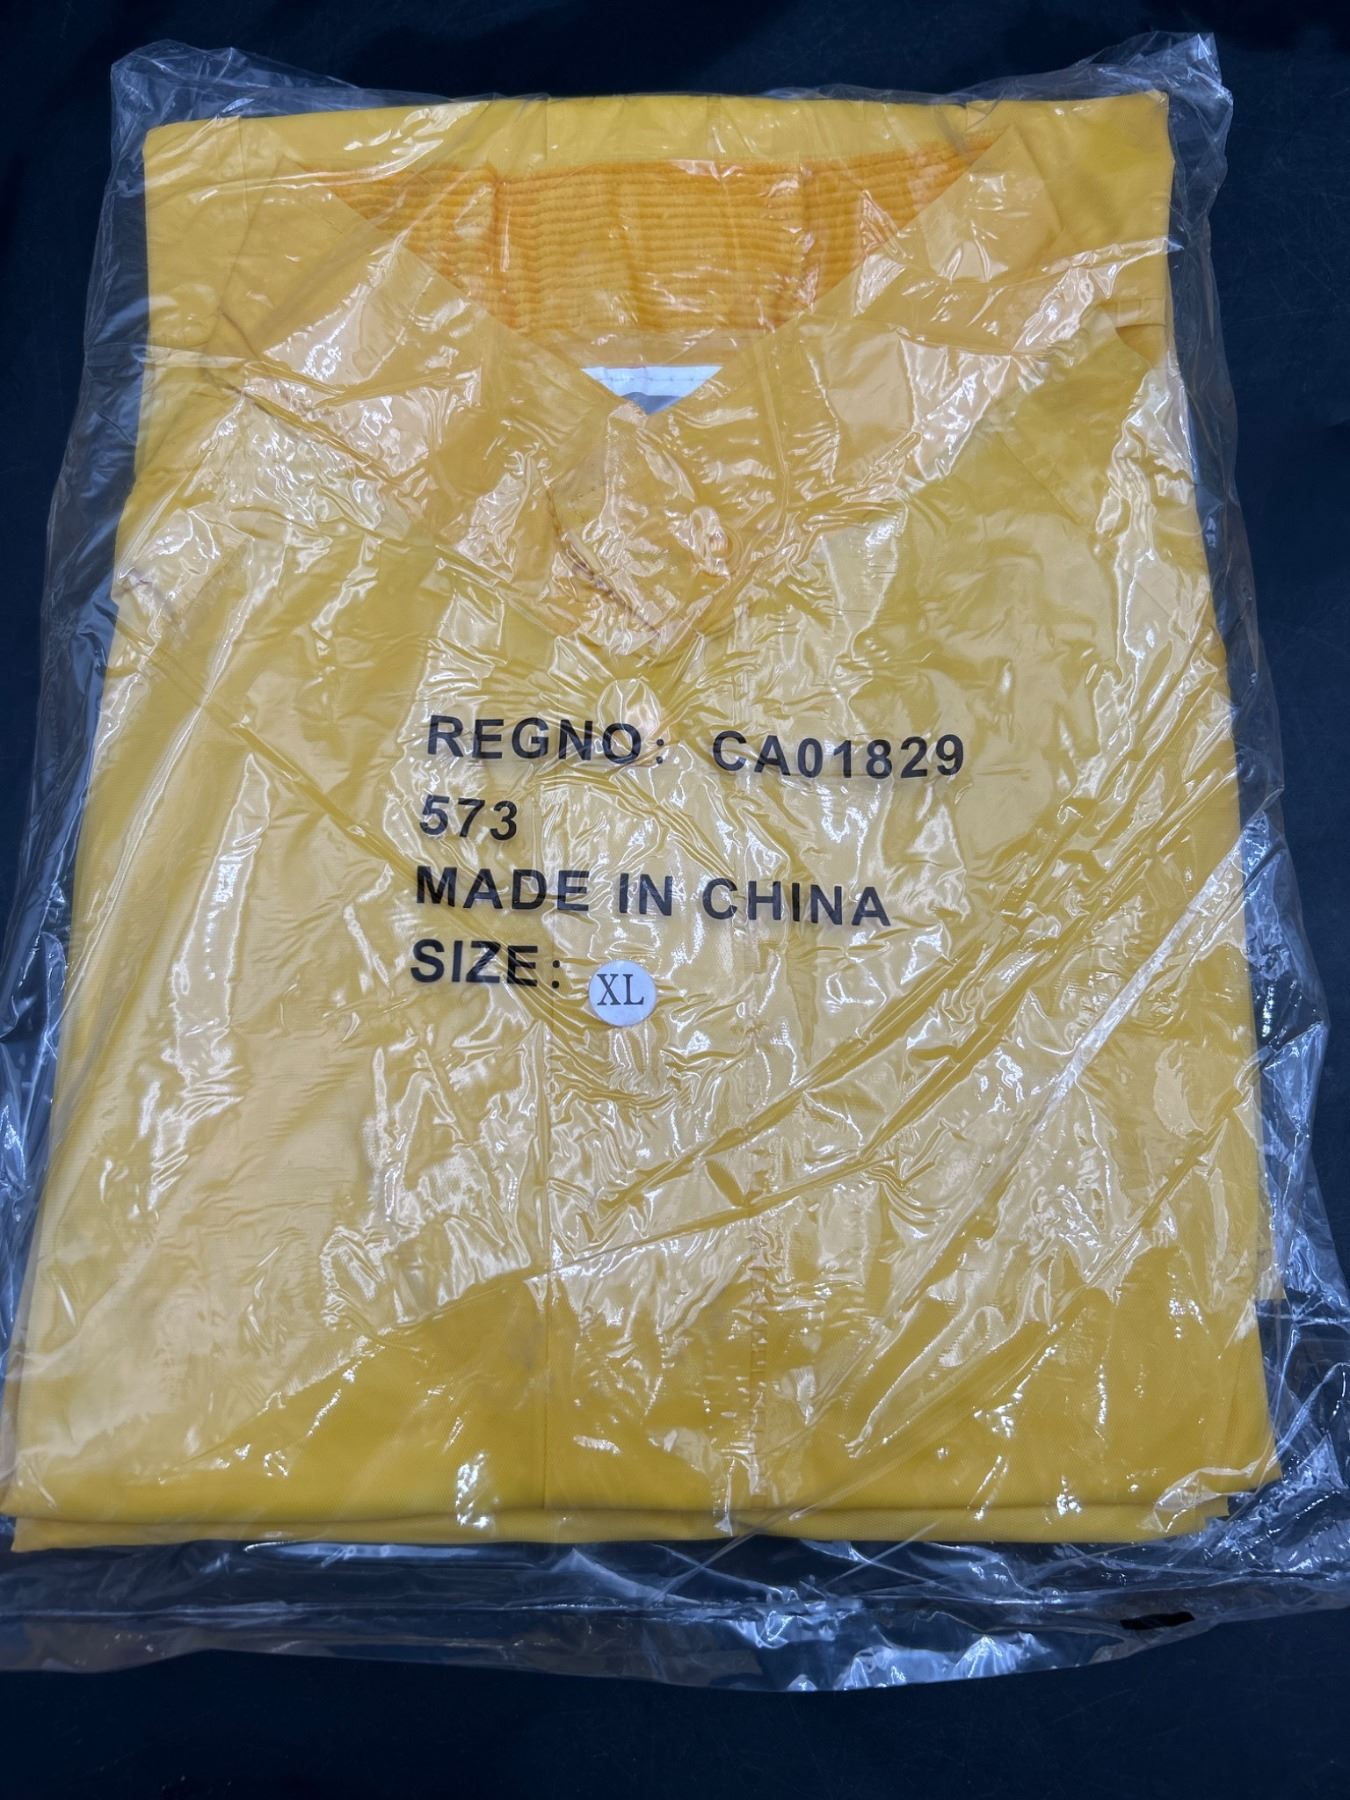 REGNO: CA01829
573
MADE IN CHINA
SIZE: XL